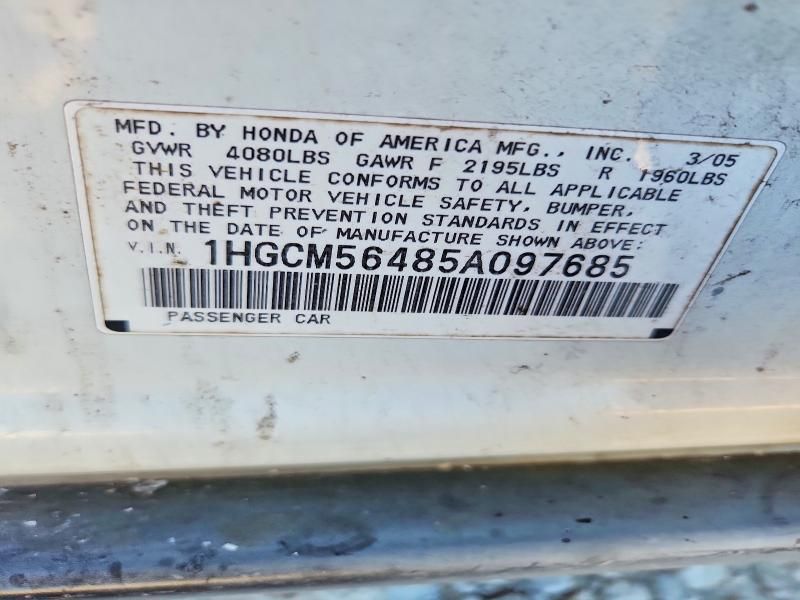 MFD. BY HONDA OF AMERICA MFG., INC. 3/05
GVWR 4080LBS GAWR F 2195LBS R 1960LBS
THIS VEHICLE CONFORMS TO ALL APPLICABLE
FEDERAL MOTOR VEHICLE SAFETY, BUMPER,
AND THEFT PREVENTION STANDARDS IN EFFECT
ON THE DATE OF MANUFACTURE SHOWN ABOVE:
V.I.N. 1HGCM56485A097685
PASSENGER CAR